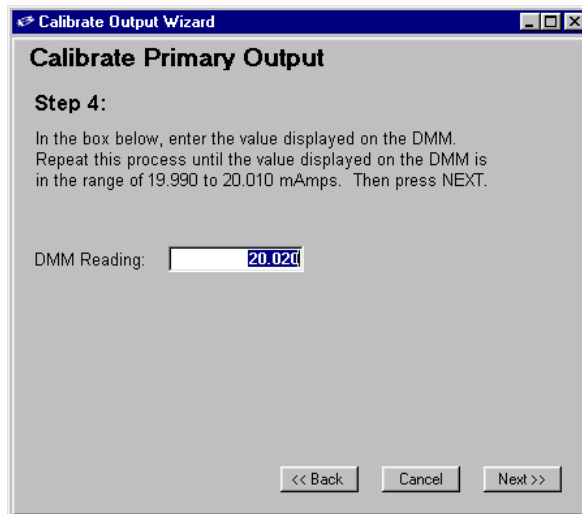 Calibrate Output Wizard
Calibrate Primary Output
Step 4:
In the box below, enter the value displayed on the DMM.
Repeat this process until the value displayed on the DMM is
in the range of 19.990 to 20.010 mAmps.  Then press NEXT.
DMM Reading: 20.020
<< Back Cancel Next >>